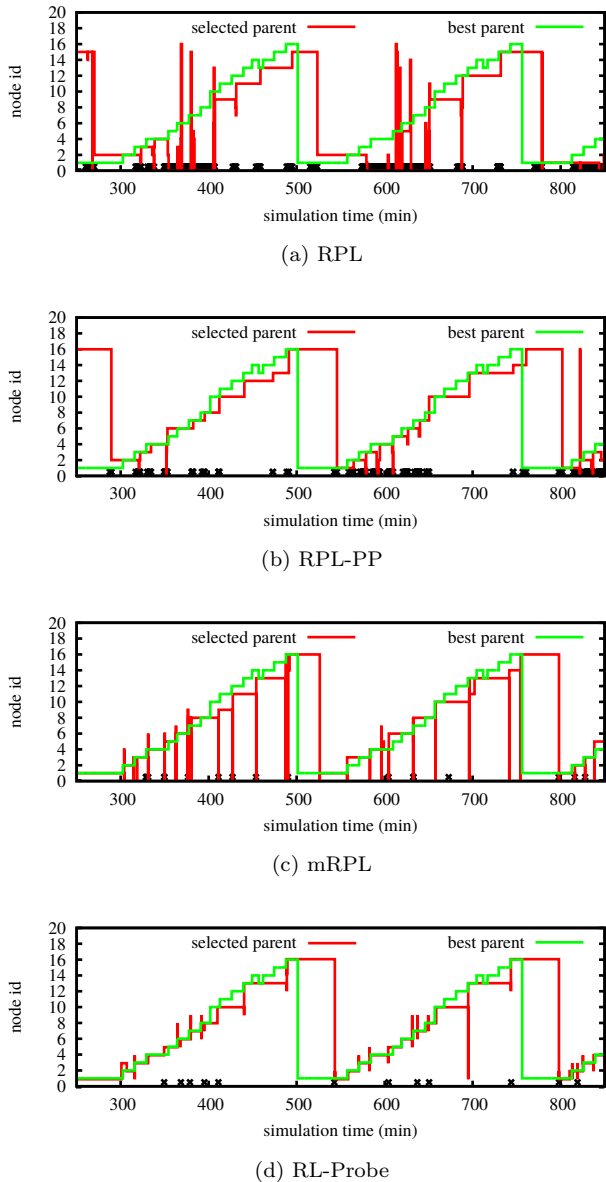 20
18
16
14
12
10
8
6
4
2
0
node id
selected parent
best parent
300 400 500 600 700 800
simulation time (min)
(a) RPL
20
18
16
14
12
10
8
6
4
2
0
node id
selected parent
best parent
300 400 500 600 700 800
simulation time (min)
(b) RPL-PP
20
18
16
14
12
10
8
6
4
2
0
node id
selected parent
best parent
300 400 500 600 700 800
simulation time (min)
(c) mRPL
20
18
16
14
12
10
8
6
4
2
0
node id
selected parent
best parent
300 400 500 600 700 800
simulation time (min)
(d) RL-Probe